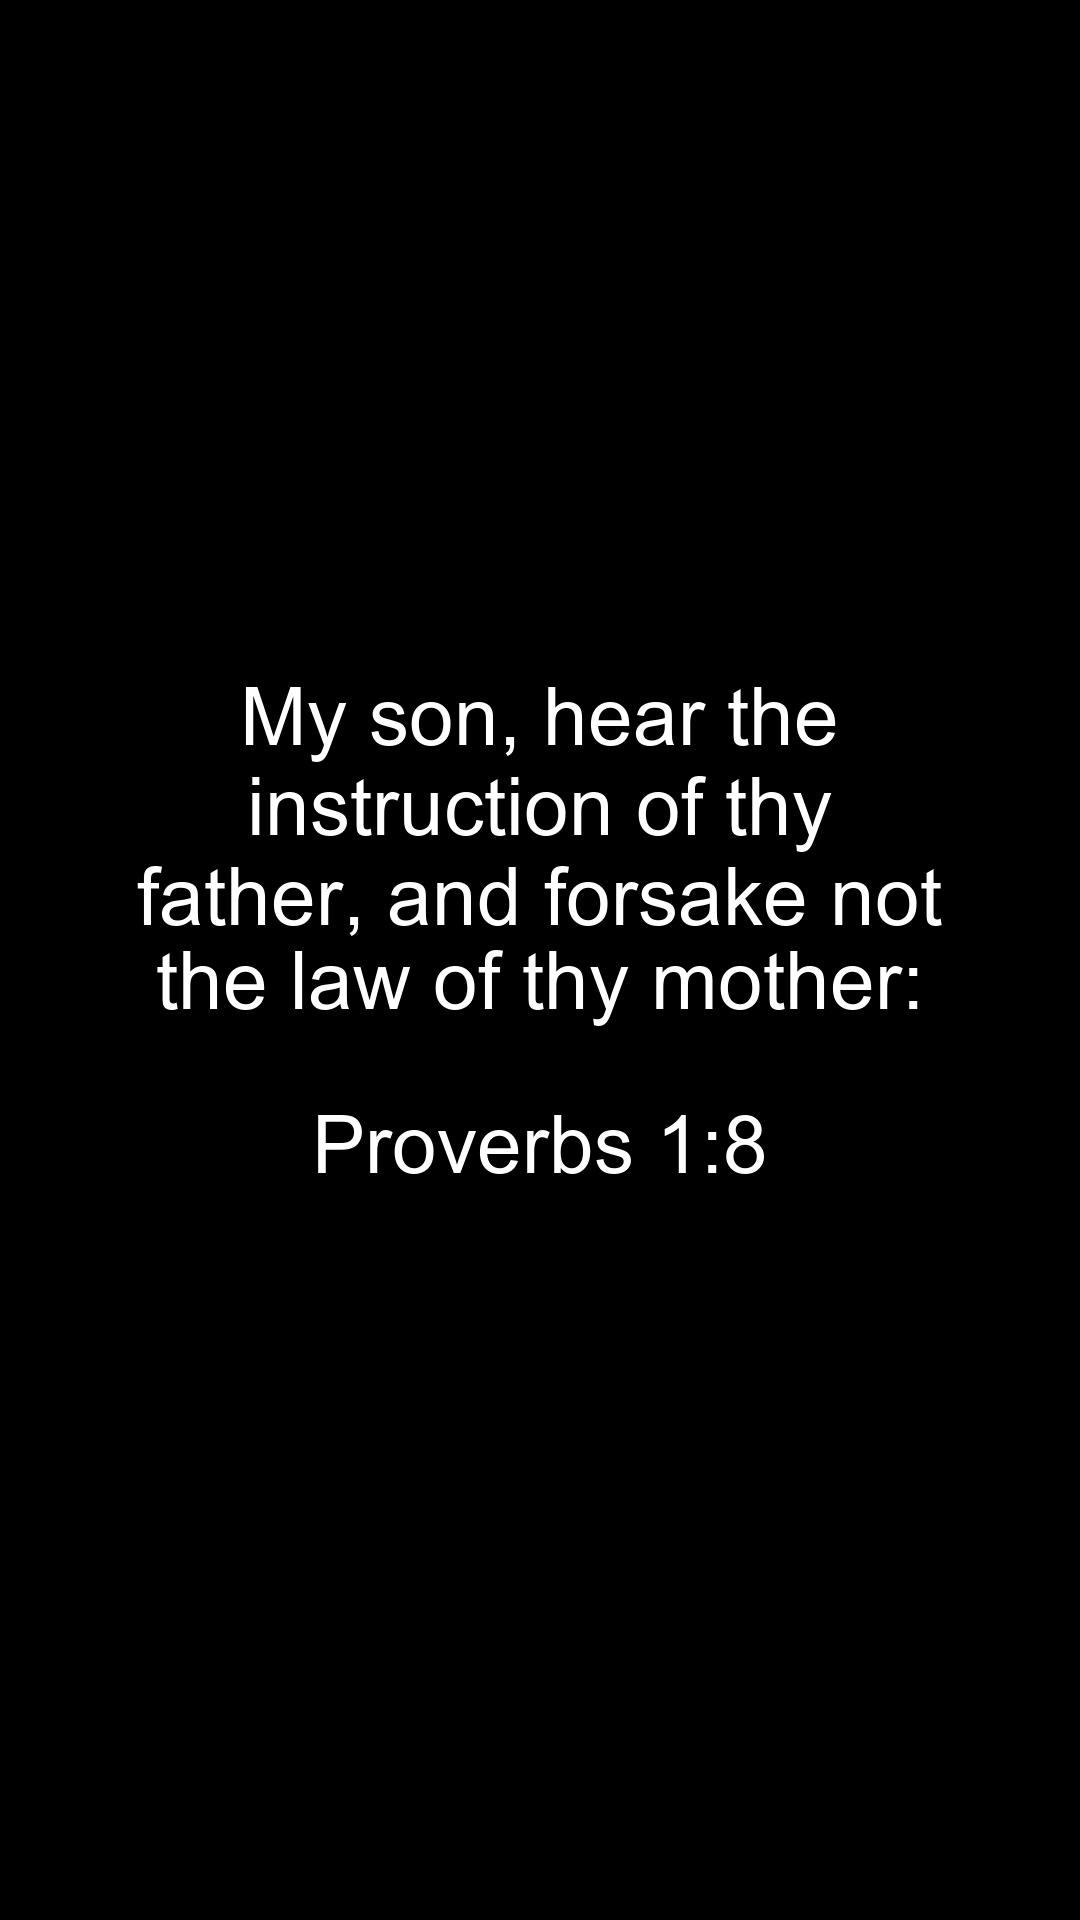 My son, hear the
instruction of thy
father, and forsake not
the law of thy mother:
Proverbs 1:8